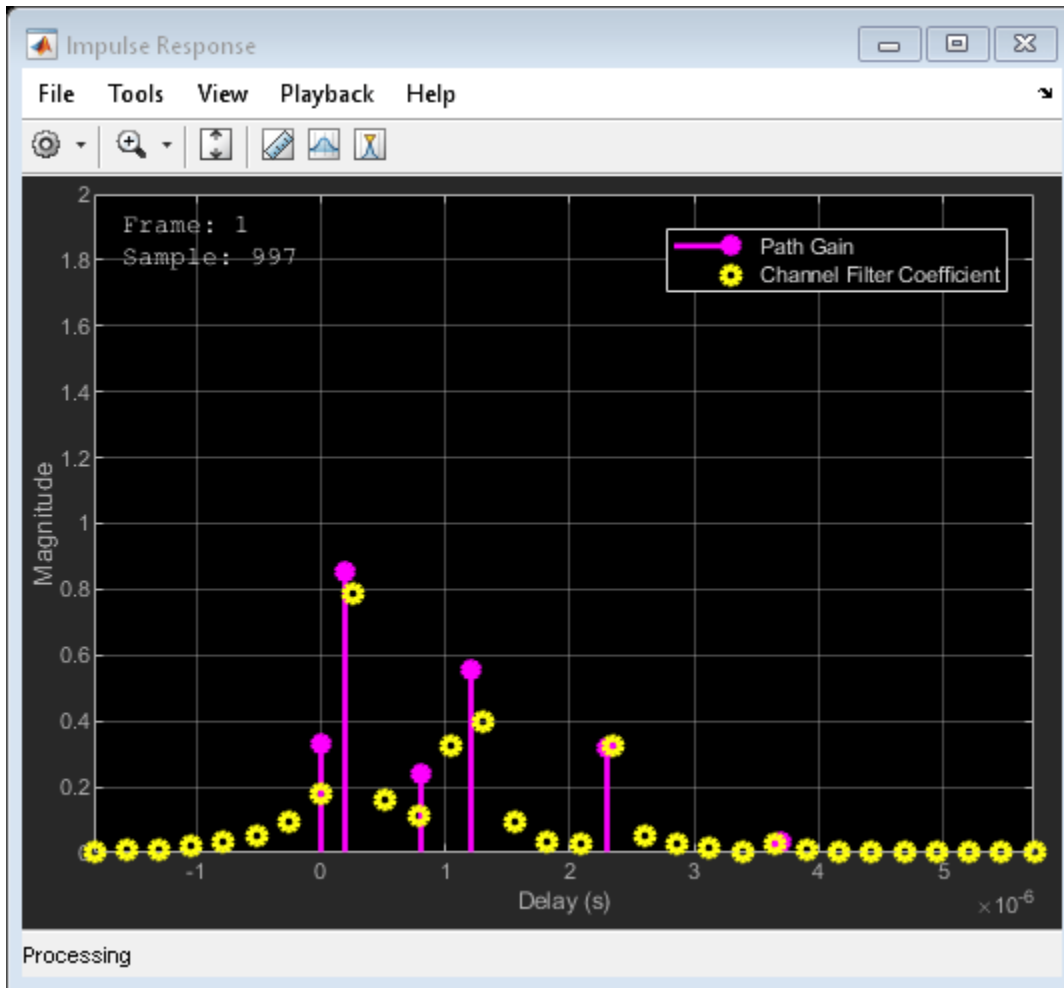 Impulse Response
File Tools View Playback Help
2
Frame: 1
Sample: 997
Path Gain
Channel Filter Coefficient
1.8
1.6
1.4
1.2
1
0.8
0.6
0.4
0.2
0
Magnitude
-1 0 1 2 3 4 5
Delay (s)
×10-6
Processing